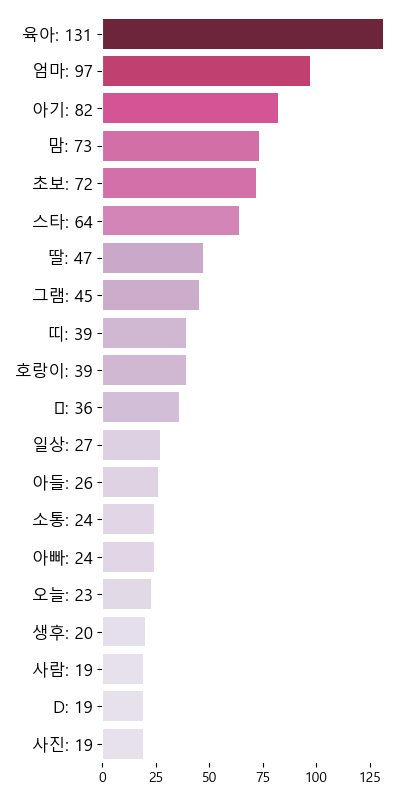 육아: 131
엄마: 97
아기: 82
맘: 73
초보: 72
스타: 64
딸: 47
그램: 45
띠: 39
호랑이: 39
▯: 36
일상: 27
아들: 26
소통: 24
아빠: 24
오늘: 23
생후: 20
사람: 19
D: 19
사진: 19
0 25 50 75 100 125